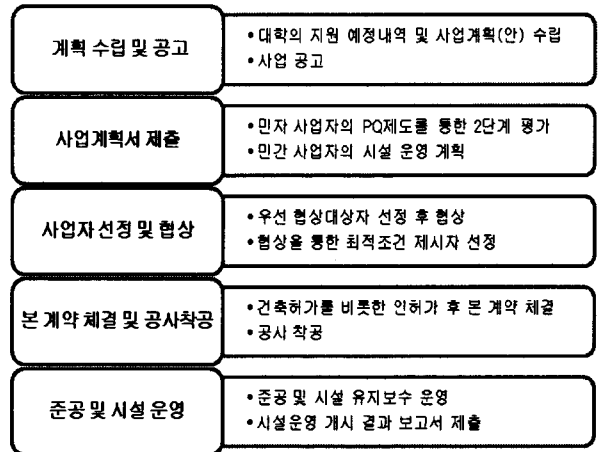 계획 수립 및 공고
• 대학의 지원 예정내역 및 사업계획(안) 수립
• 사업 공고
사업계획서 제출
• 민자 사업자의 PQ제도를 통한 2단계 평가
• 민간 사업자의 시설 운영 계획
사업자 선정 및 협상
• 우선 협상대상자 선정 후 협상
• 협상을 통한 최적조건 제시자 선정
본 계약 체결 및 공사착공
• 건축허가를 비롯한 인허가 후 본 계약 체결
• 공사 착공
준공 및 시설 운영
• 준공 및 시설 유지보수 운영
• 시설운영 개시 결과 보고서 제출